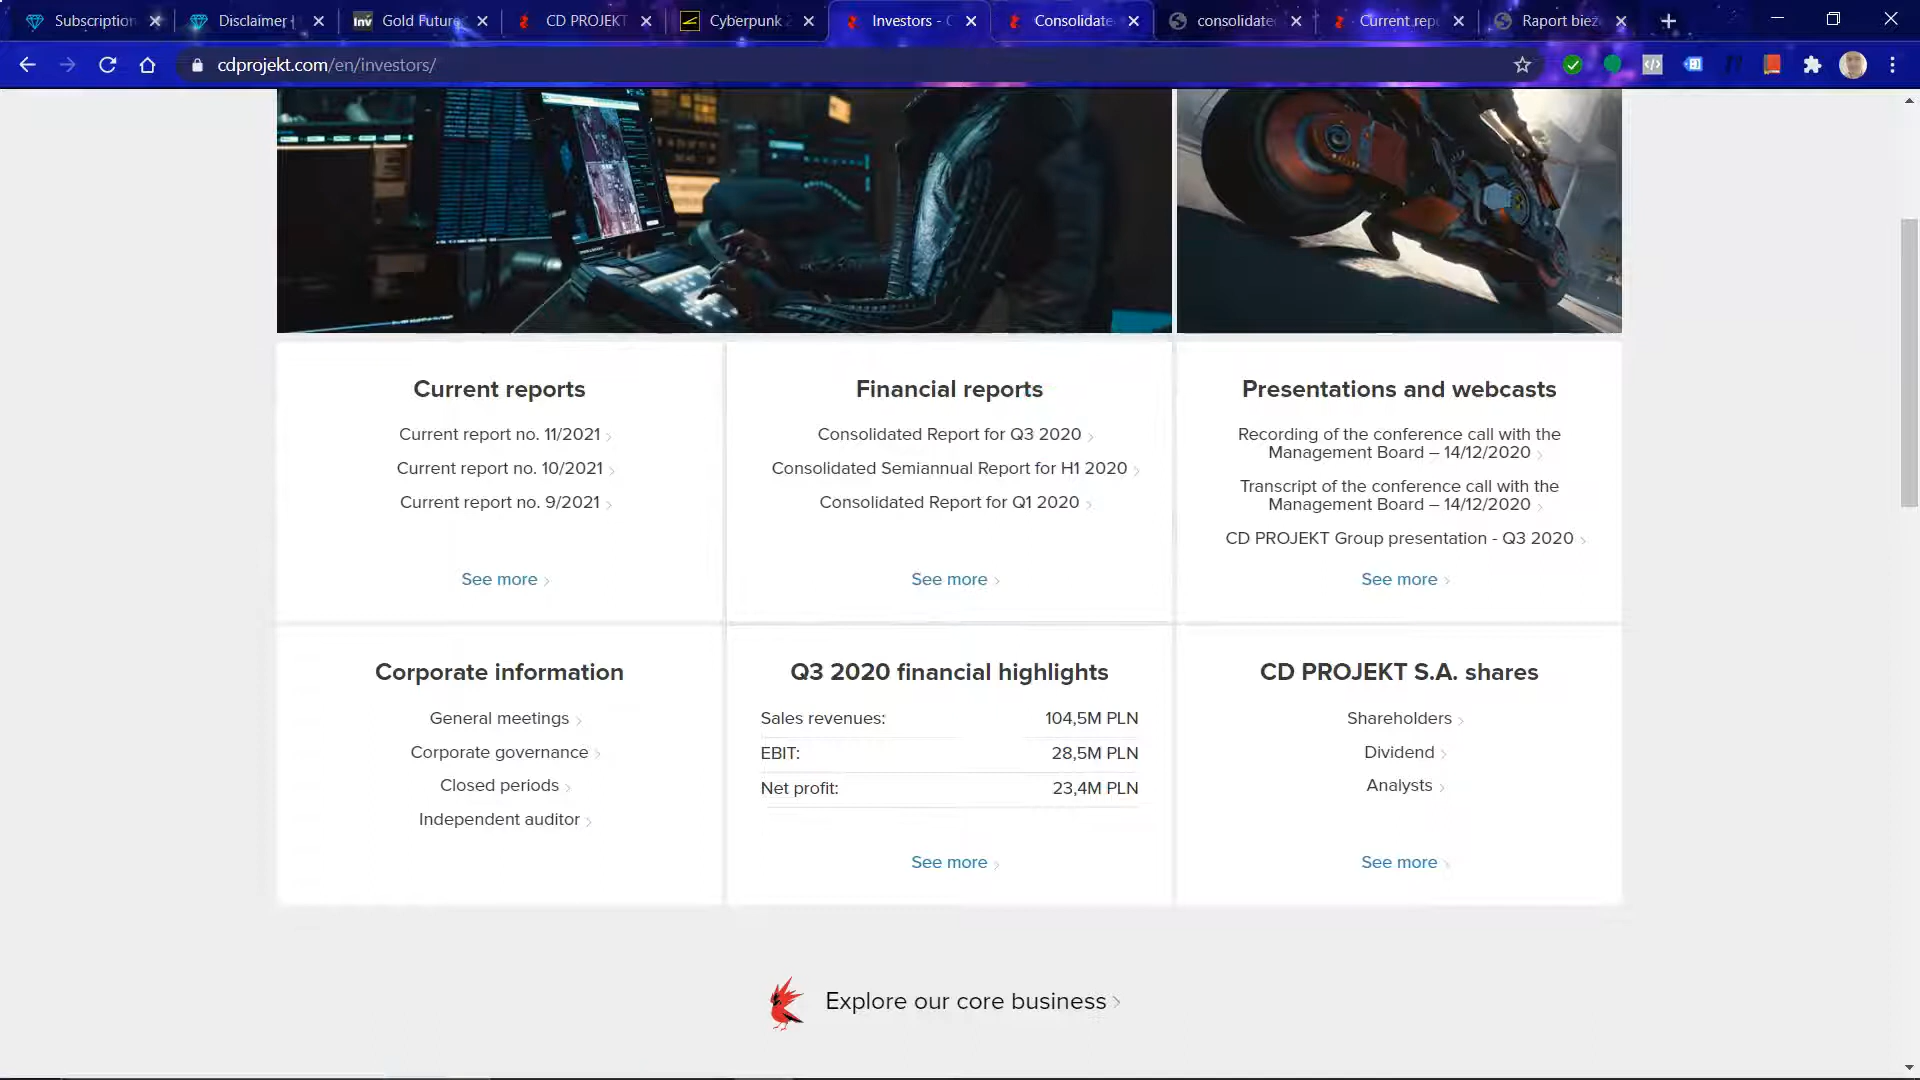 Subscription
Disclaimer |
Inv Gold Future
CD PROJEKT
Cyberpunk 2
Investors - C
Consolidate
consolidate
Current repo
Raport bież
cdprojekt.com/en/investors/
Current reports
Current report no. 11/2021
Current report no. 10/2021
Current report no. 9/2021
See more
Financial reports
Consolidated Report for Q3 2020
Consolidated Semiannual Report for H1 2020
Consolidated Report for Q1 2020
See more
Presentations and webcasts
Recording of the conference call with the
Management Board – 14/12/2020
Transcript of the conference call with the
Management Board – 14/12/2020
CD PROJEKT Group presentation - Q3 2020
See more
Corporate information
General meetings
Corporate governance
Closed periods
Independent auditor
Q3 2020 financial highlights
Sales revenues: 104,5M PLN
EBIT: 28,5M PLN
Net profit: 23,4M PLN
See more
CD PROJEKT S.A. shares
Shareholders
Dividend
Analysts
See more
Explore our core business